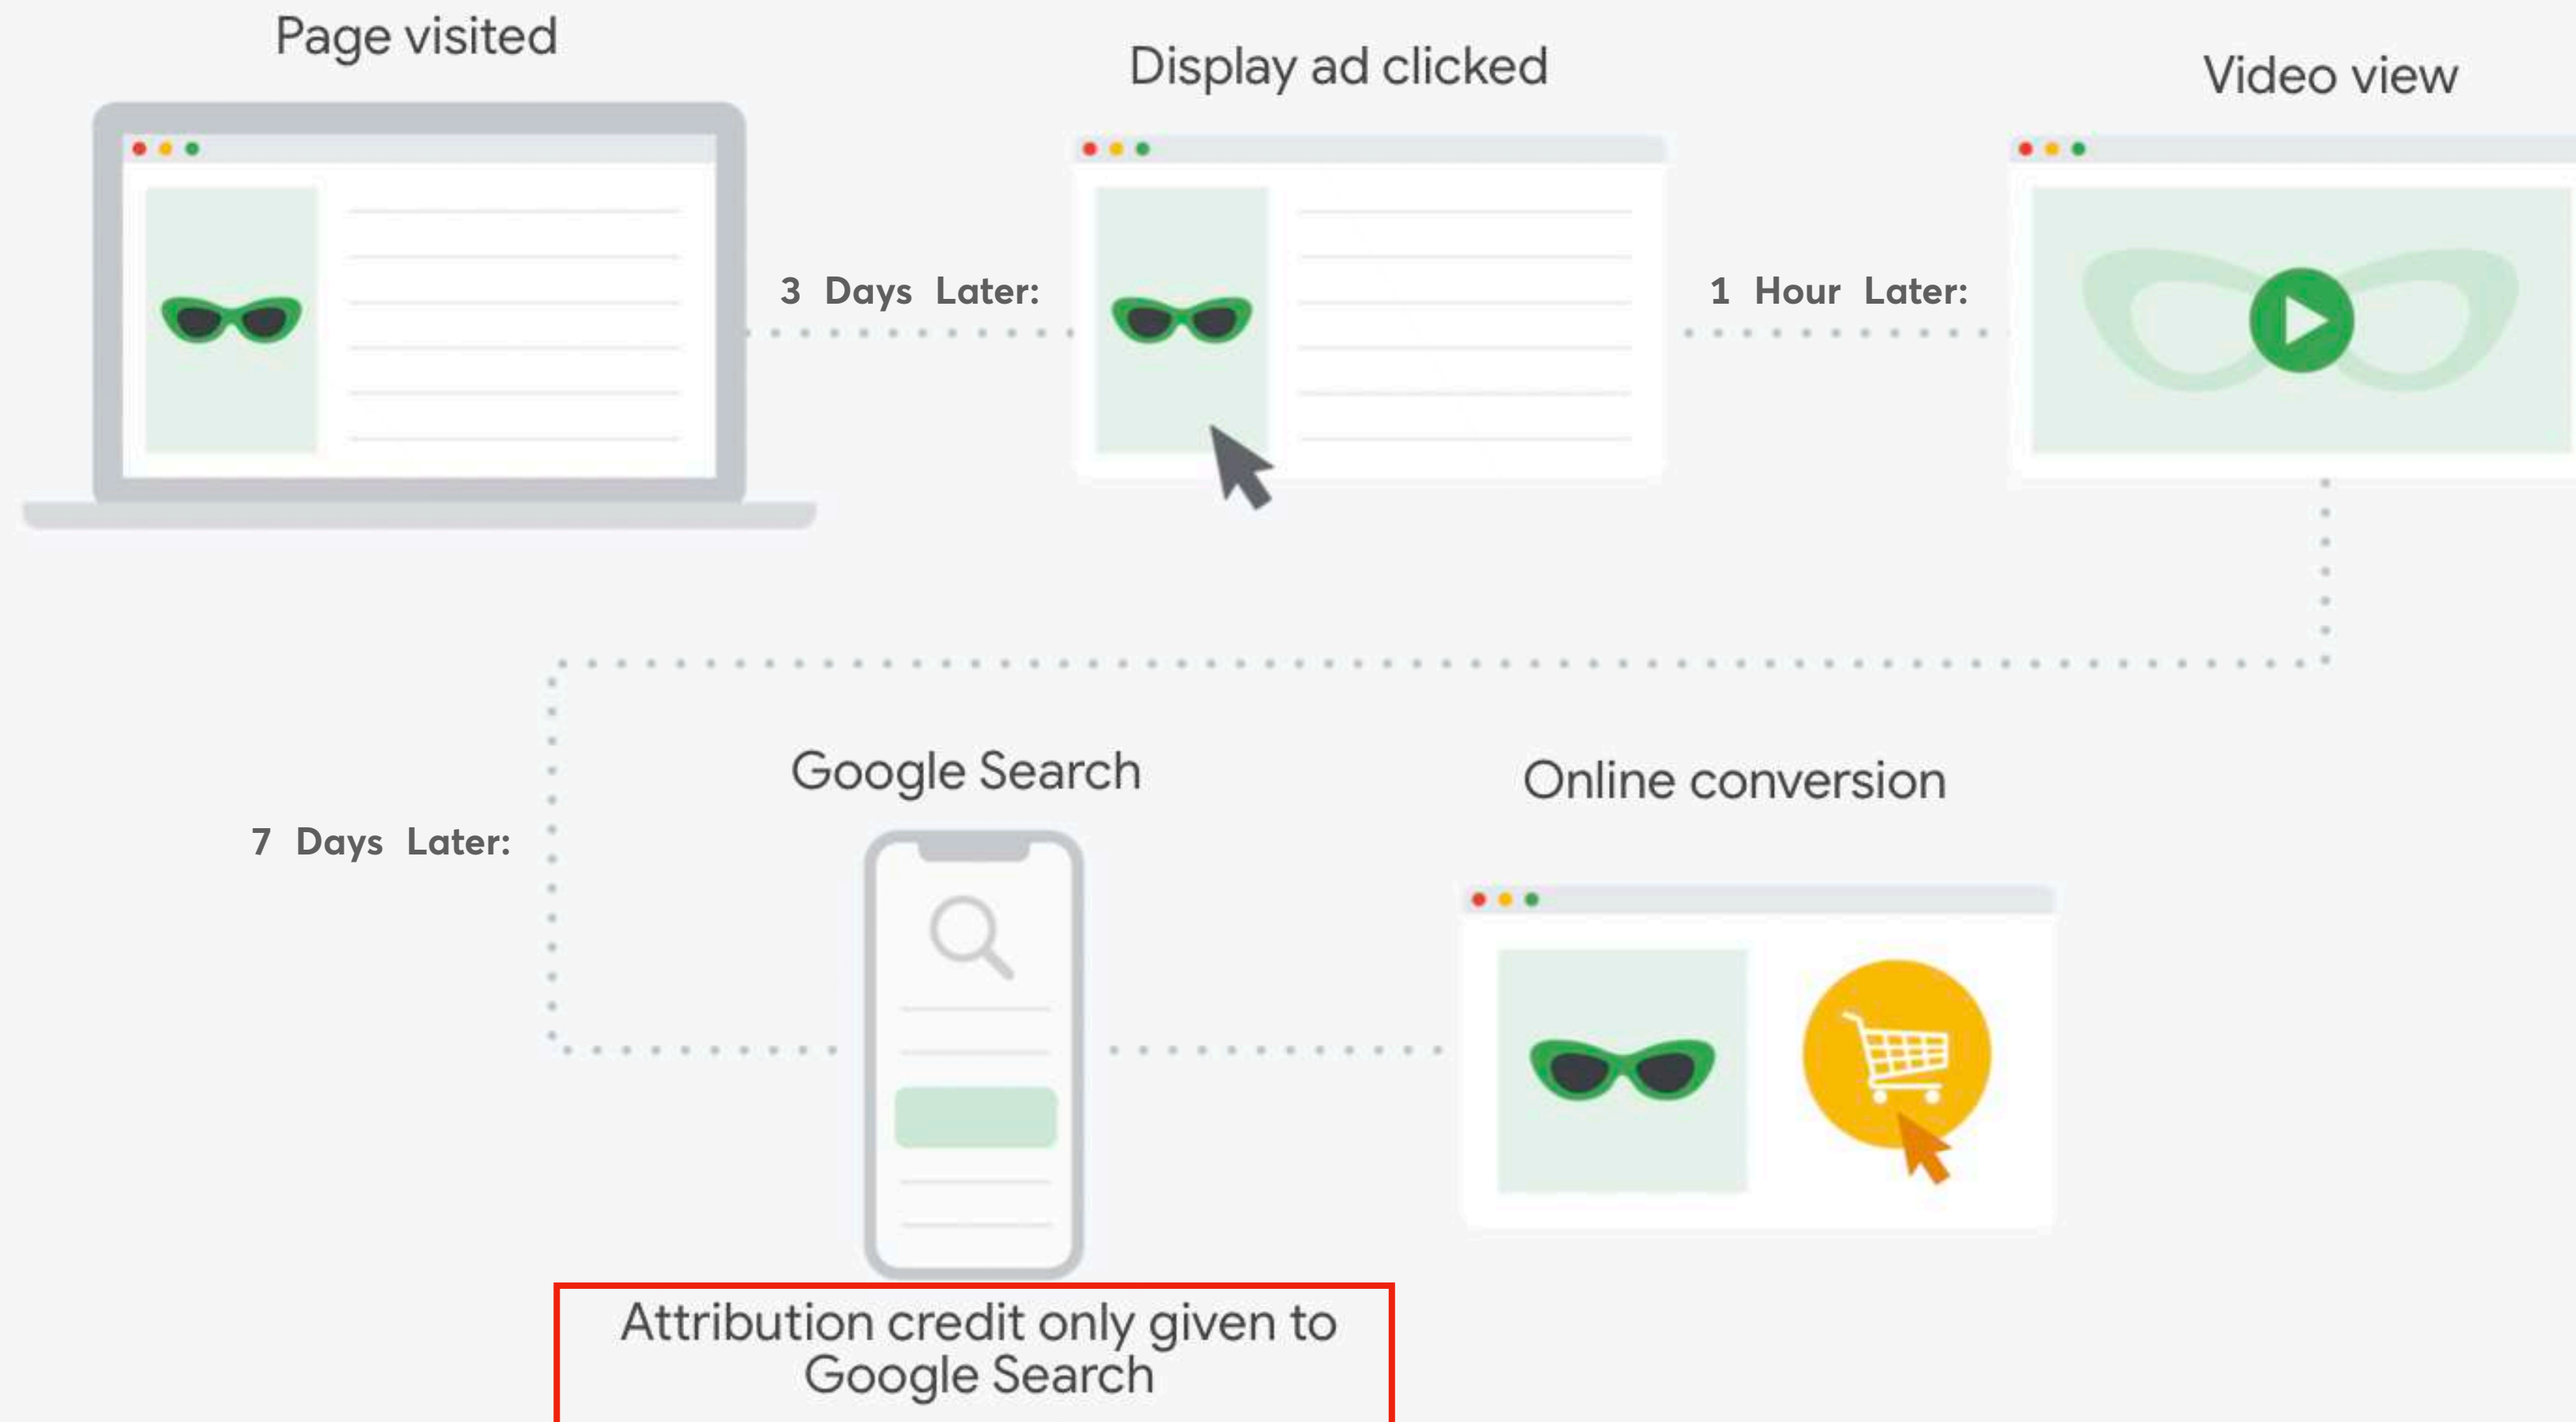 Page visited
Display ad clicked
Video view
3 Days Later:
1 Hour Later:
Google Search
Online conversion
7 Days Later:
Attribution credit only given to
Google Search